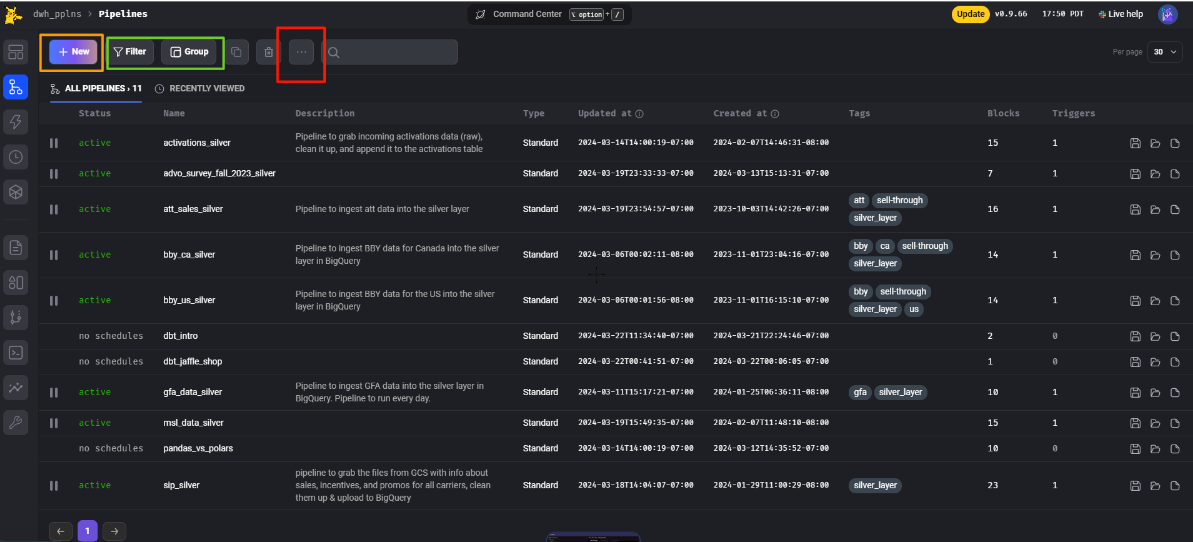 dwh_pplns > Pipelines
Command Center ⌥ option + /
Update v0.9.66 17:50 PDT Live help
+ New Filter Group ... Per page 30
ALL PIPELINES › 11 RECENTLY VIEWED
Status Name Description Type Updated at Created at Tags Blocks Triggers
active activations_silver Pipeline to grab incoming activations data (raw), Standard 2024-03-14T14:00:19-07:00 2024-02-07T14:46:31-08:00 15 1
clean it up, and append it to the activations table
active advo_survey_fall_2023_silver Standard 2024-03-19T23:33:33-07:00 2024-03-13T15:13:31-07:00 7 1
active att_sales_silver Pipeline to ingest att data into the silver layer Standard 2024-03-19T23:54:57-07:00 2023-10-03T14:42:26-07:00 att sell-through 16 1
silver_layer
active bby_ca_silver Pipeline to ingest BBY data for Canada into the silver Standard 2024-03-06T00:02:11-08:00 2023-11-01T23:04:16-07:00 bby ca sell-through 14 1
layer in BigQuery silver_layer
active bby_us_silver Pipeline to ingest BBY data for the US into the silver Standard 2024-03-06T00:01:56-08:00 2023-11-01T16:15:10-07:00 bby sell-through 14 1
layer in BigQuery silver_layer us
no schedules dbt_intro Standard 2024-03-22T11:34:40-07:00 2024-03-21T22:24:46-07:00 2 0
no schedules dbt_jaffle_shop Standard 2024-03-22T00:41:51-07:00 2024-03-22T00:06:05-07:00 1 0
active gfa_data_silver Pipeline to ingest GFA data into the silver layer in Standard 2024-03-11T15:17:21-07:00 2024-01-25T06:36:11-08:00 gfa silver_layer 10 1
BigQuery. Pipeline to run every day.
active msl_data_silver Standard 2024-03-19T15:49:35-07:00 2024-02-07T11:48:10-08:00 15 1
no schedules pandas_vs_polars Standard 2024-03-14T14:00:19-07:00 2024-03-12T14:35:52-07:00 10 0
active sip_silver pipeline to grab the files from GCS with info about Standard 2024-03-18T14:04:07-07:00 2024-01-29T11:00:29-08:00 silver_layer 23 1
sales, incentives, and promos for all carriers, clean
them up & upload to BigQuery
← 1 →